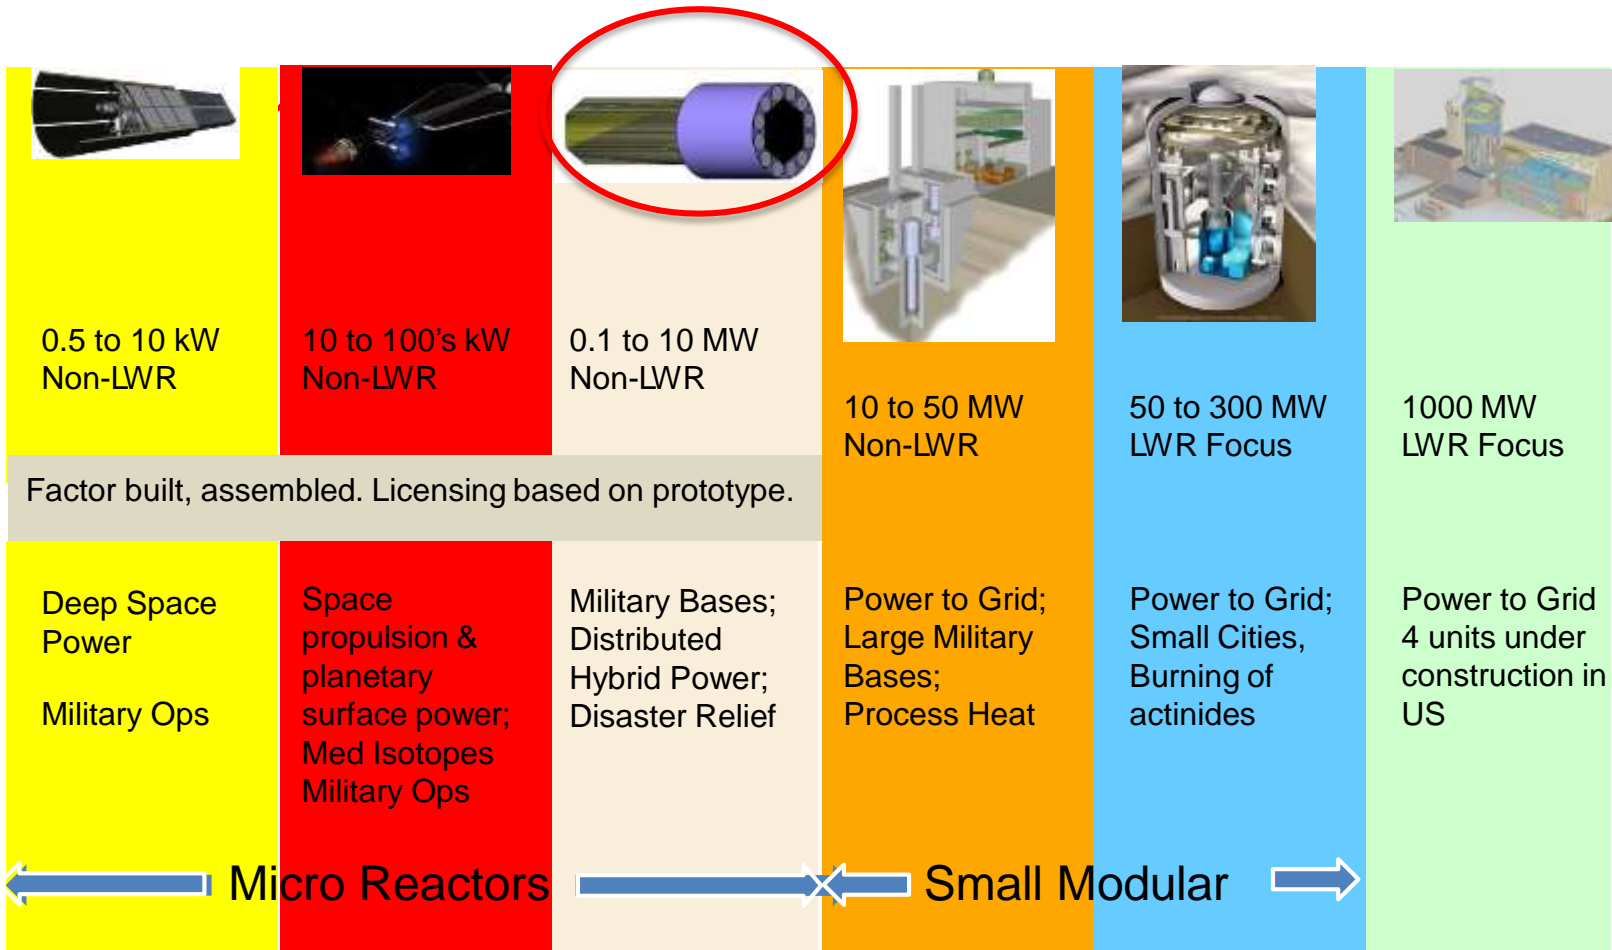 0.5 to 10 kW
Non-LWR
10 to 100’s kW
Non-LWR
0.1 to 10 MW
Non-LWR
10 to 50 MW
Non-LWR
50 to 300 MW
LWR Focus
1000 MW
LWR Focus
Factor built, assembled. Licensing based on prototype.
Deep Space
Power
Military Ops
Space
propulsion &
planetary
surface power;
Med Isotopes
Military Ops
Military Bases;
Distributed
Hybrid Power;
Disaster Relief
Power to Grid;
Large Military
Bases;
Process Heat
Power to Grid;
Small Cities,
Burning of
actinides
Power to Grid
4 units under
construction in
US
Micro Reactors
Small Modular